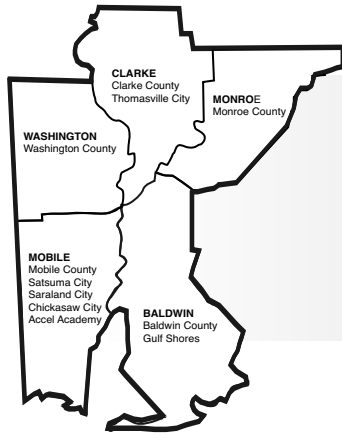 CLARKE
Clarke County
Thomasville City
MONROE
Monroe County
WASHINGTON
Washington County
MOBILE
Mobile County
Satsuma City
Saraland City
Chickasaw City
Accel Academy
BALDWIN
Baldwin County
Gulf Shores